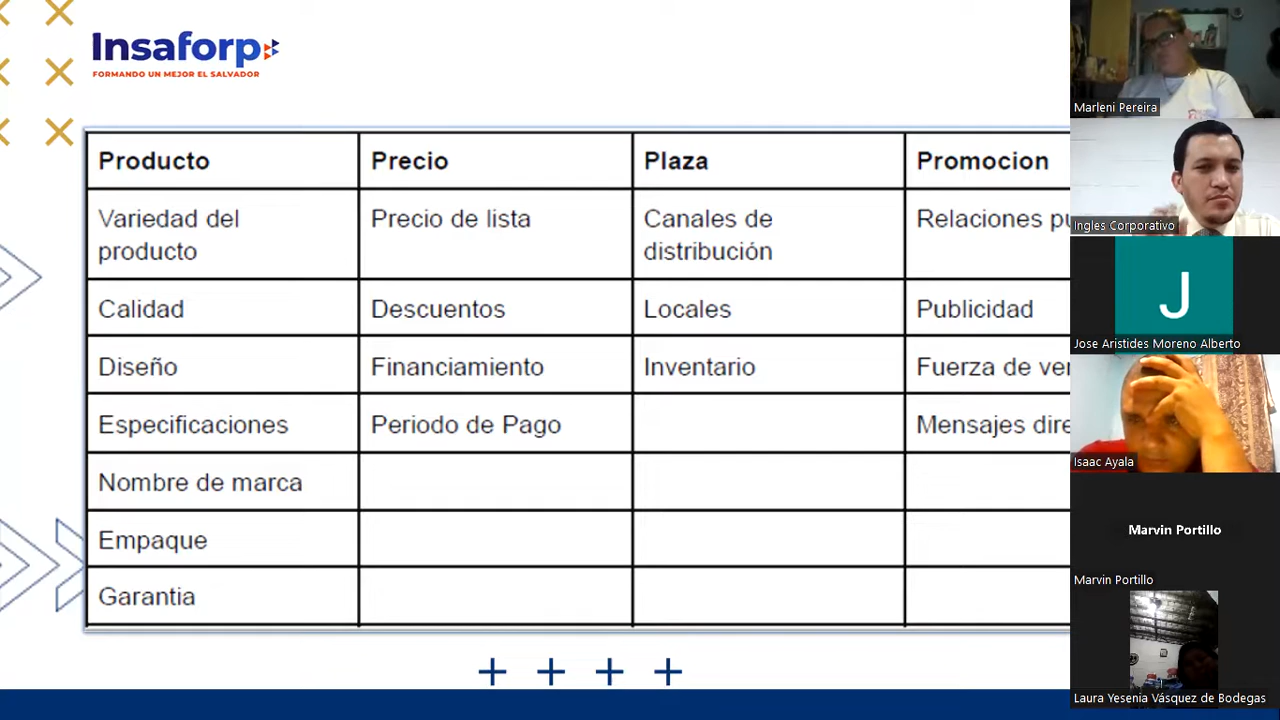 Insaforp
FORMANDO UN MEJOR EL SALVADOR
Producto
Precio
Plaza
Promocion
Variedad del
producto
Precio de lista
Canales de
distribución
Relaciones
Calidad
Descuentos
Locales
Publicidad
Diseño
Financiamiento
Inventario
Fuerza de
Especificaciones
Periodo de Pago
Mensajes
Nombre de marca
Empaque
Garantia
Marleni Pereira
Ingles Corporativo
J
Jose Aristides Moreno Alberto
Isaac Ayala
Marvin Portillo
Marvin Portillo
Laura Yesenia Vásquez de Bodegas